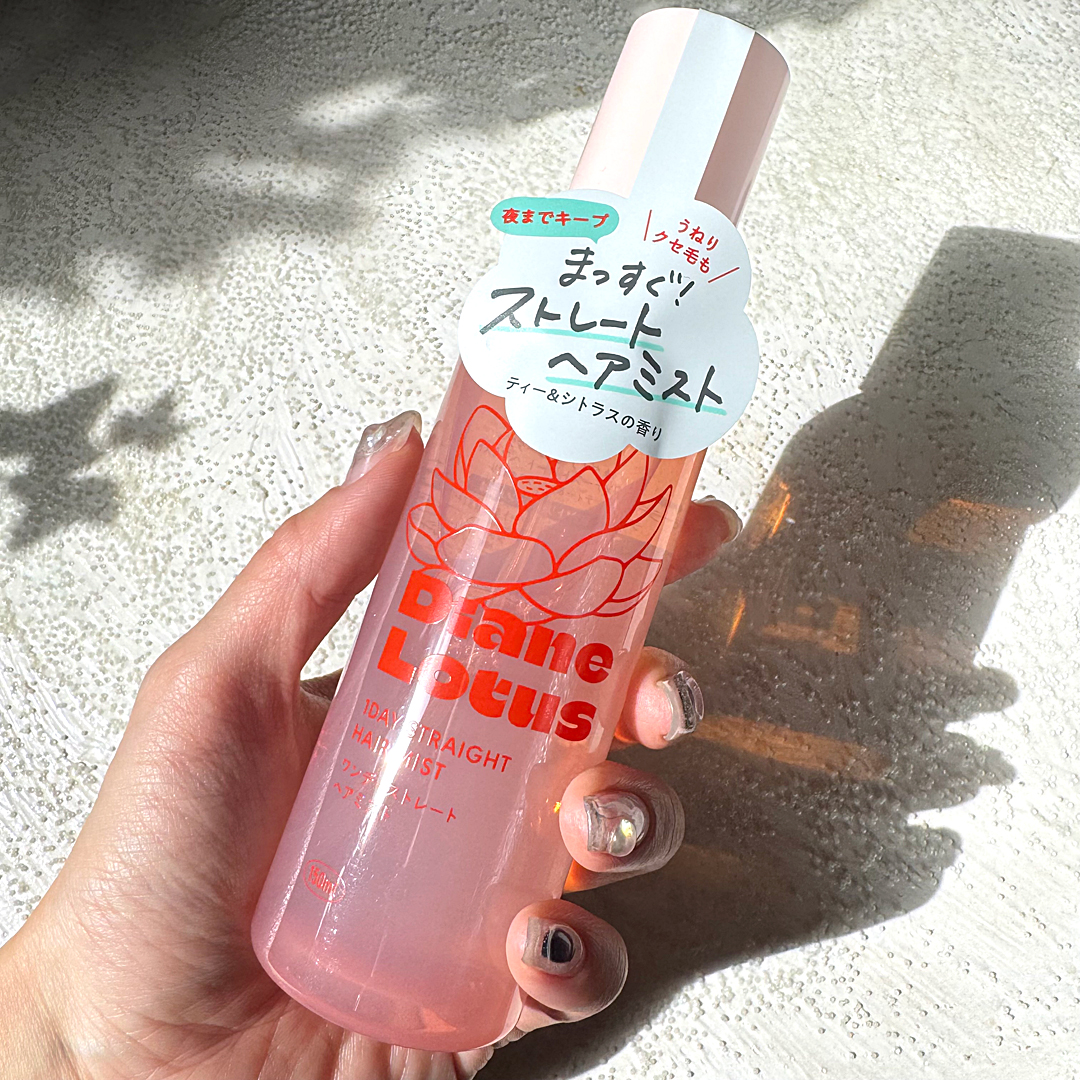 夜までキープ
うねり
クセ毛も
まっすぐ!
ストレート
ヘアミスト
ティー&シトラスの香り
Diane
Lotus
1DAY STRAIGHT
HAIR MIST
ワンデイストレート
ヘアミスト
150mL